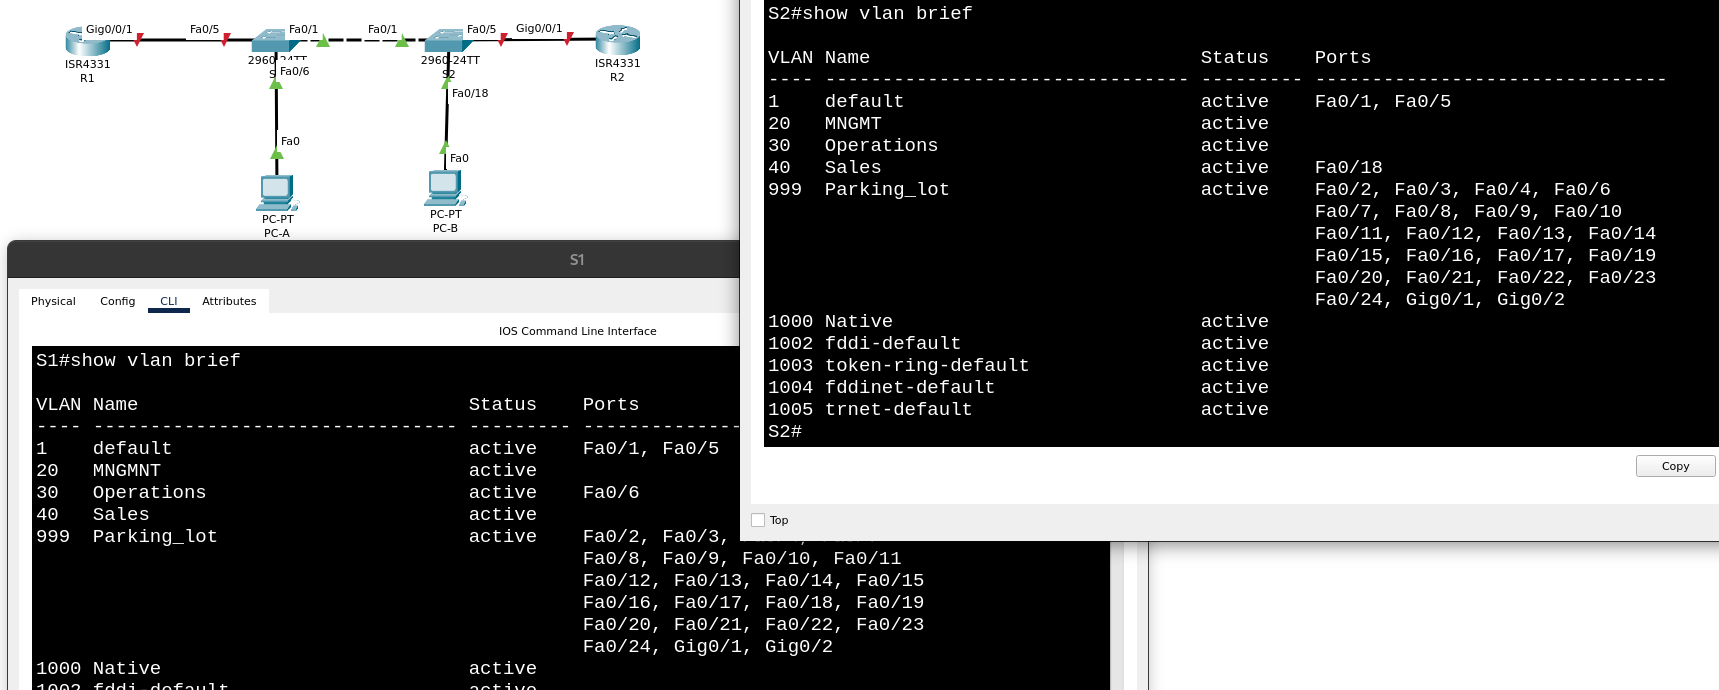 Gig0/0/1 Fa0/5 Fa0/1 Fa0/1 Fa0/5 Gig0/0/1
ISR4331 2960-24TT 2960-24TT ISR4331
R1 S2 R2
Fa0/6 Fa0/18
Fa0 Fa0
PC-PT PC-PT
PC-A PC-B
S1
Physical Config CLI Attributes
IOS Command Line Interface
S1#show vlan brief
VLAN Name Status Ports
---- -------------------------------- --------- --------------
1 default active Fa0/1, Fa0/5
20 MNGMNT active
30 Operations active Fa0/6
40 Sales active
999 Parking_lot active Fa0/2, Fa0/3,
Fa0/8, Fa0/9, Fa0/10, Fa0/11
Fa0/12, Fa0/13, Fa0/14, Fa0/15
Fa0/16, Fa0/17, Fa0/18, Fa0/19
Fa0/20, Fa0/21, Fa0/22, Fa0/23
Fa0/24, Gig0/1, Gig0/2
1000 Native active
1002 fddi-default active
S2#show vlan brief
VLAN Name Status Ports
---- -------------------------------- --------- -------------------------------
1 default active Fa0/1, Fa0/5
20 MNGMT active
30 Operations active
40 Sales active Fa0/18
999 Parking_lot active Fa0/2, Fa0/3, Fa0/4, Fa0/6
Fa0/7, Fa0/8, Fa0/9, Fa0/10
Fa0/11, Fa0/12, Fa0/13, Fa0/14
Fa0/15, Fa0/16, Fa0/17, Fa0/19
Fa0/20, Fa0/21, Fa0/22, Fa0/23
Fa0/24, Gig0/1, Gig0/2
1000 Native active
1002 fddi-default active
1003 token-ring-default active
1004 fddinet-default active
1005 trnet-default active
S2#
Copy
Top